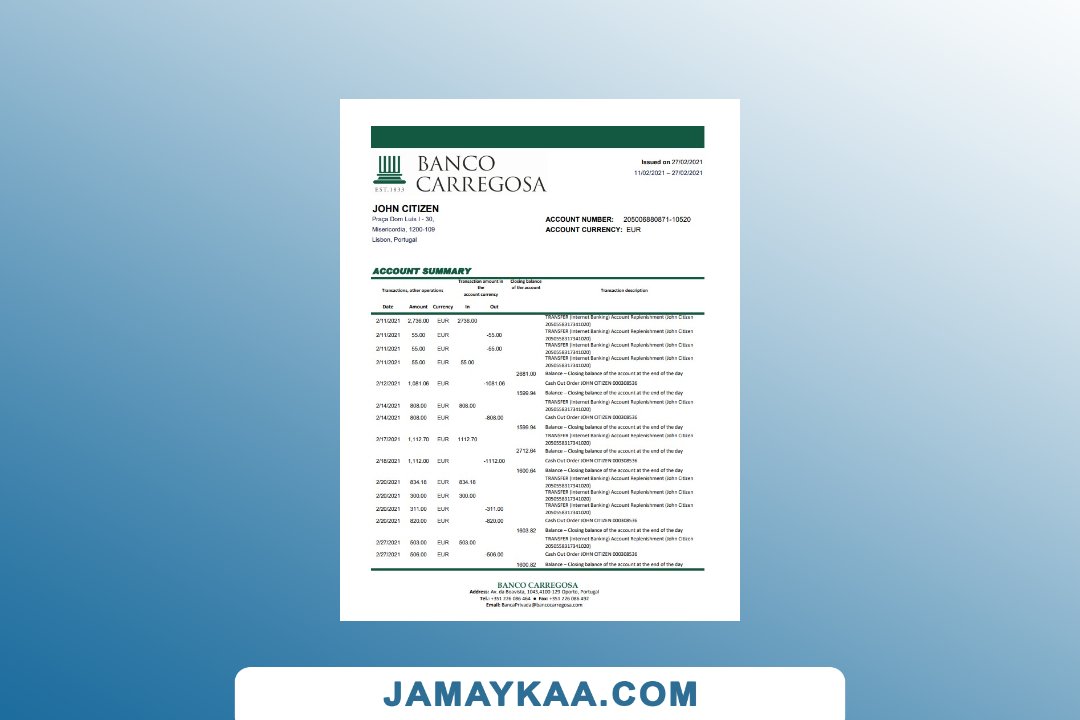 BANCO
CARREGOSA
EST. 1833
Issued on 27/02/2021
11/02/2021 – 27/02/2021
JOHN CITIZEN
Praça Dom Luís I - 30,
Misericordia, 1200-109
Lisbon, Portugal
ACCOUNT NUMBER: 205006880871-10520
ACCOUNT CURRENCY: EUR
ACCOUNT SUMMARY
Transactions, other operations
Transaction amount in
the
account currency
Closing balance
of the account
Transaction description
Date Amount Currency In Out
2/11/2021 2,736.00 EUR 2736.00 TRANSFER (Internet Banking) Account Replenishment (John Citizen
2050558317341020)
2/11/2021 55.00 EUR -55.00 TRANSFER (Internet Banking) Account Replenishment (John Citizen
2050558317341020)
2/11/2021 55.00 EUR -55.00 TRANSFER (Internet Banking) Account Replenishment (John Citizen
2050558317341020)
2/11/2021 55.00 EUR 55.00 TRANSFER (Internet Banking) Account Replenishment (John Citizen
2050558317341020)
2681.00 Balance – Closing balance of the account at the end of the day
2/12/2021 1,081.06 EUR -1081.06 Cash Out Order JOHN CITIZEN 000308536
1599.94 Balance – Closing balance of the account at the end of the day
2/14/2021 808.00 EUR 808.00 TRANSFER (Internet Banking) Account Replenishment (John Citizen
2050558317341020)
2/14/2021 808.00 EUR -808.00 Cash Out Order JOHN CITIZEN 000308536
1599.94 Balance – Closing balance of the account at the end of the day
2/17/2021 1,112.70 EUR 1112.70 TRANSFER (Internet Banking) Account Replenishment (John Citizen
2050558317341020)
2712.64 Balance – Closing balance of the account at the end of the day
2/18/2021 1,112.00 EUR -1112.00 Cash Out Order JOHN CITIZEN 000308536
1600.64 Balance – Closing balance of the account at the end of the day
2/20/2021 834.18 EUR 834.18 TRANSFER (Internet Banking) Account Replenishment (John Citizen
2050558317341020)
2/20/2021 300.00 EUR 300.00 TRANSFER (Internet Banking) Account Replenishment (John Citizen
2050558317341020)
2/20/2021 311.00 EUR -311.00 TRANSFER (Internet Banking) Account Replenishment (John Citizen
2050558317341020)
2/20/2021 820.00 EUR -820.00 Cash Out Order JOHN CITIZEN 000308536
1603.82 Balance – Closing balance of the account at the end of the day
2/27/2021 503.00 EUR 503.00 TRANSFER (Internet Banking) Account Replenishment (John Citizen
2050558317341020)
2/27/2021 506.00 EUR -506.00 Cash Out Order JOHN CITIZEN 000308536
1600.82 Balance – Closing balance of the account at the end of the day
BANCO CARREGOSA
Address: Av. da Boavista, 1043,4100-129 Oporto, Portugal
Tel.: +351 226 086 464 ● Fax: +351 226 086 492
Email: BancaPrivada@bancocarregosa.com
JAMAYKAA.COM